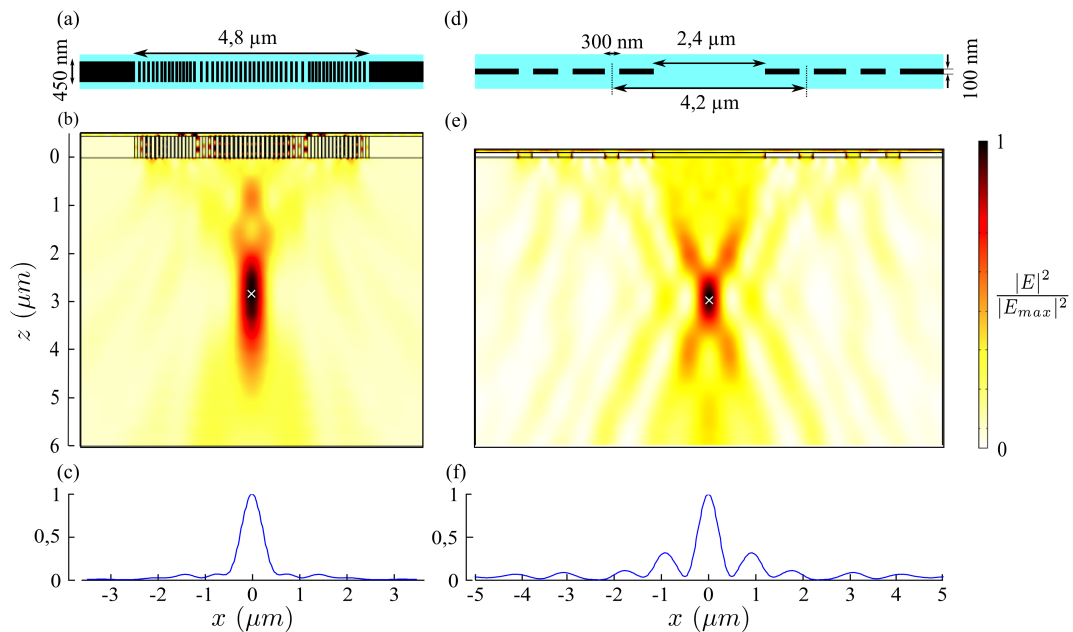 (a)
4,8 μm
450 nm
(d)
300 nm
2,4 μm
4,2 μm
100 nm
(b)
0
1
2
3
4
5
6
z (μm)
(e)
1
0
|E|²
|Emax|²
(c)
1
0,5
0
-3 -2 -1 0 1 2 3
x (μm)
(f)
1
0,5
0
-5 -4 -3 -2 -1 0 1 2 3 4 5
x (μm)